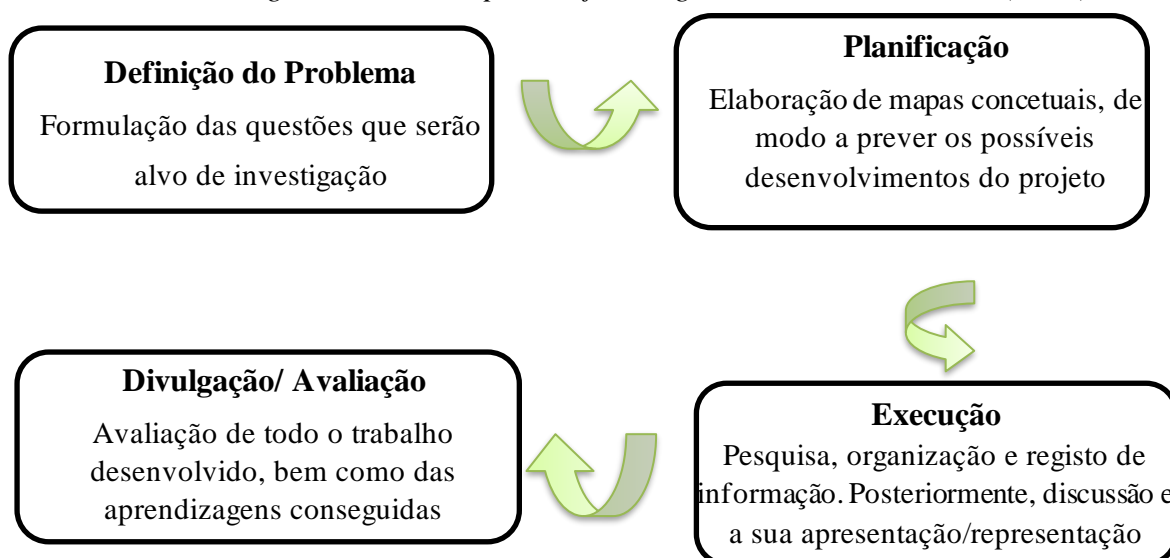 Definição do Problema
Formulação das questões que serão
alvo de investigação
Planificação
Elaboração de mapas concetuais, de
modo a prever os possíveis
desenvolvimentos do projeto
Execução
Pesquisa, organização e registo de
informação. Posteriormente, discussão e
a sua apresentação/representação
Divulgação/ Avaliação
Avaliação de todo o trabalho
desenvolvido, bem como das
aprendizagens conseguidas